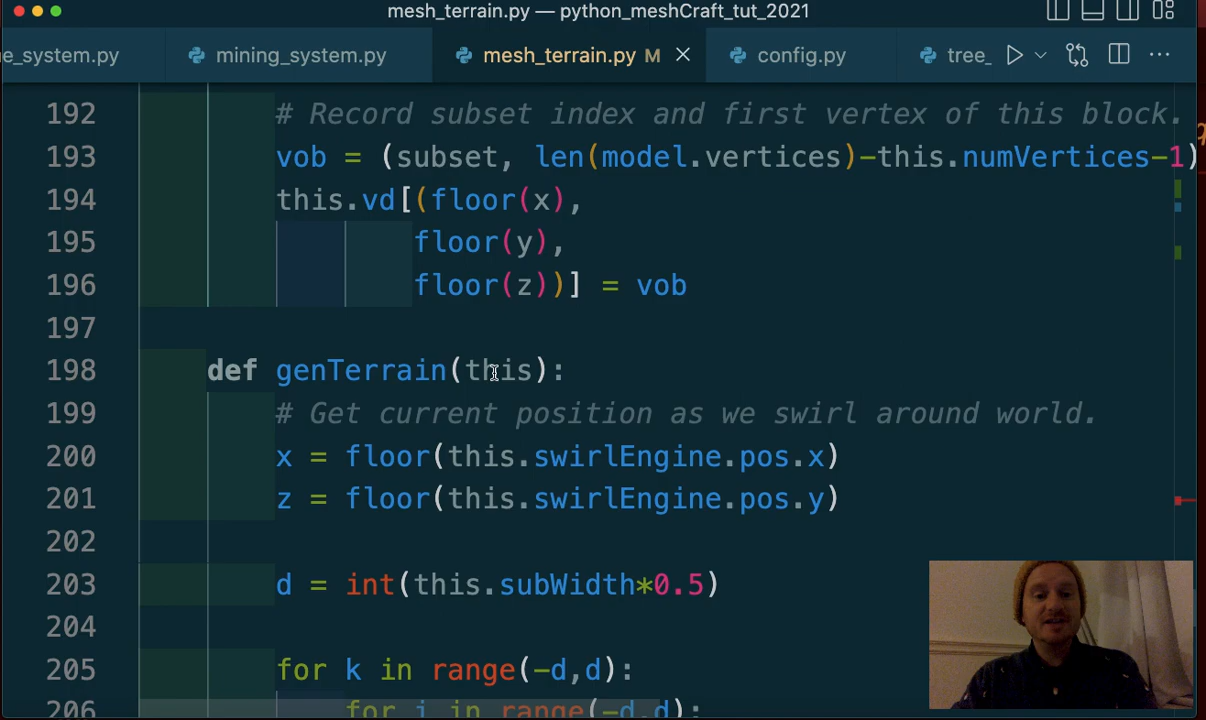 mesh_terrain.py — python_meshCraft_tut_2021
e_system.py mining_system.py mesh_terrain.py M config.py tree_
192 # Record subset index and first vertex of this block.
193 vob = (subset, len(model.vertices)-this.numVertices-1)
194 this.vd[(floor(x),
195 floor(y),
196 floor(z))] = vob
197
198 def genTerrain(this):
199 # Get current position as we swirl around world.
200 x = floor(this.swirlEngine.pos.x)
201 z = floor(this.swirlEngine.pos.y)
202
203 d = int(this.subWidth*0.5)
204
205 for k in range(-d,d):
206 for j in range(-d,d):